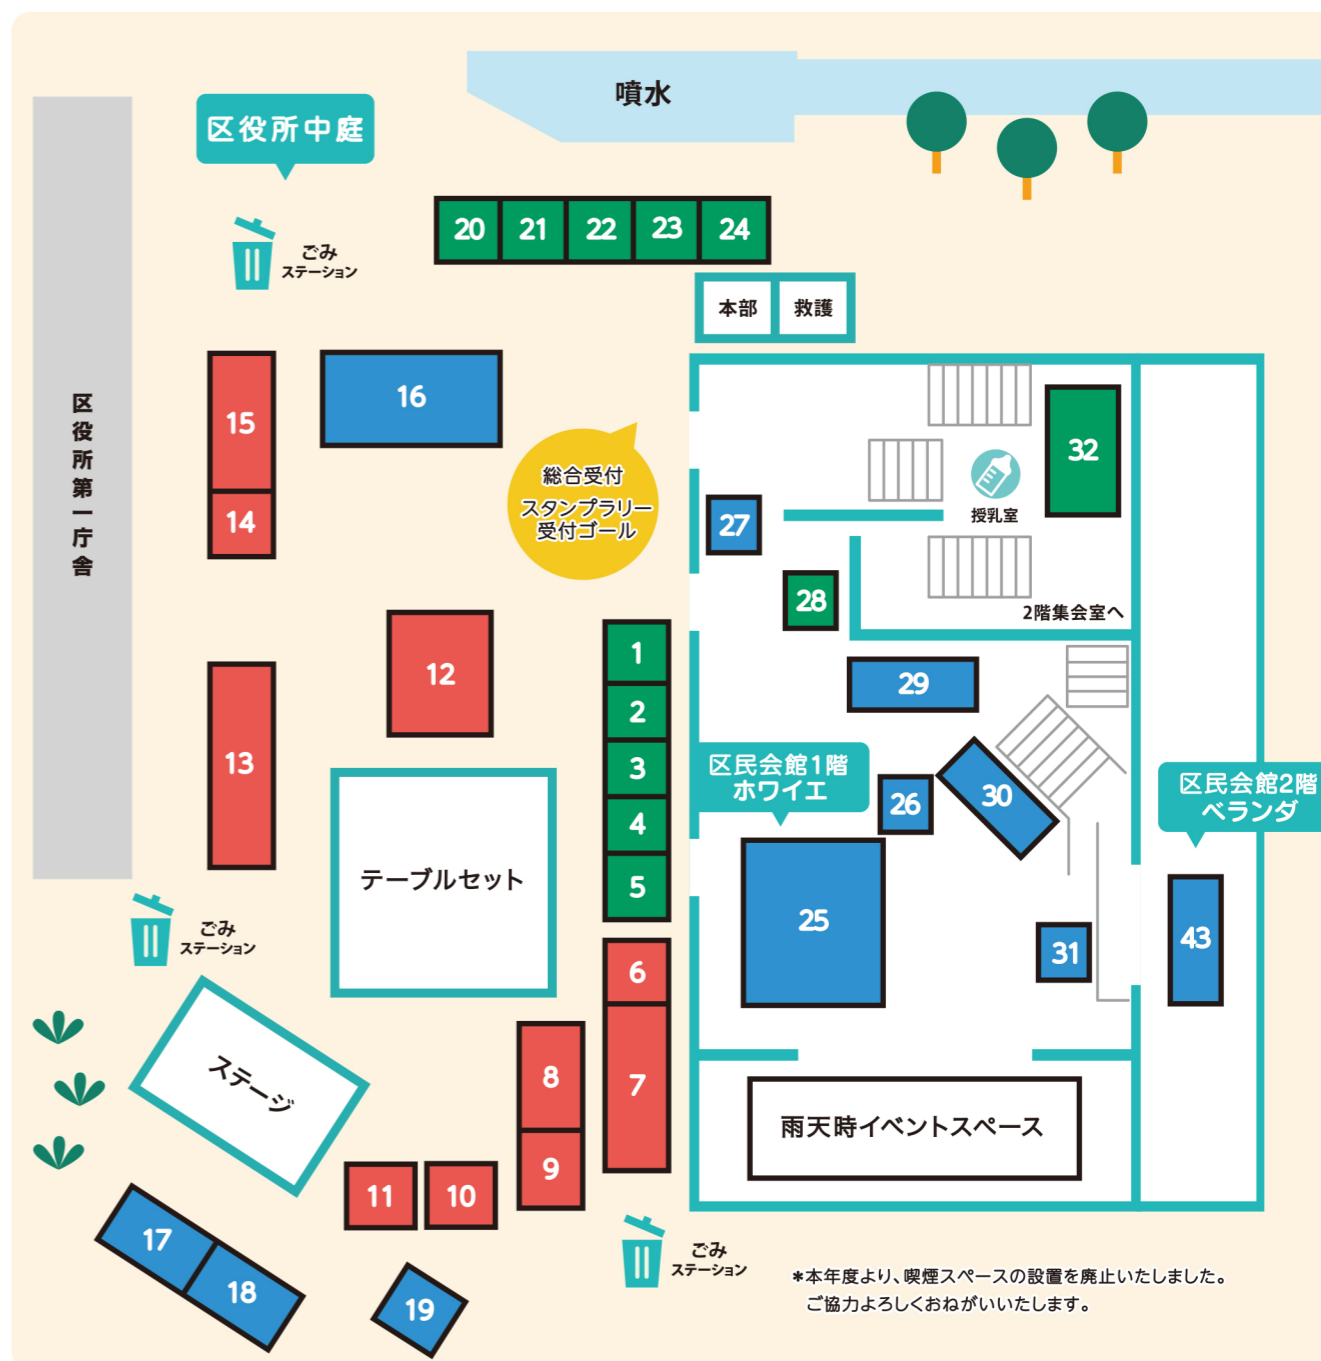 噴水
区役所中庭
20 21 22 23 24
ごみ
ステーション
本部 救護
区役所第一庁舎
15
16
14
総合受付
スタンプラリー
受付ゴール
27
32
授乳室
28
2階集会室へ
1
2
3
4
5
12
13
29
区民会館1階
ホワイエ
26
30
区民会館2階
ベランダ
テーブルセット
25
31
43
ごみ
ステーション
6
7
8
9
ステージ
雨天時イベントスペース
11
10
17
18
19
ごみ
ステーション
*本年度より、喫煙スペースの設置を廃止いたしました。
ご協力よろしくおねがいいたします。